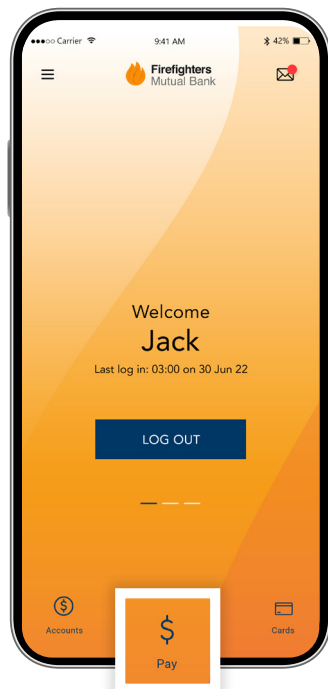 Carrier 9:41 AM 42%
Firefighters
Mutual Bank
Welcome
Jack
Last log in: 03:00 on 30 Jun 22
LOG OUT
Accounts
$
Pay
Cards